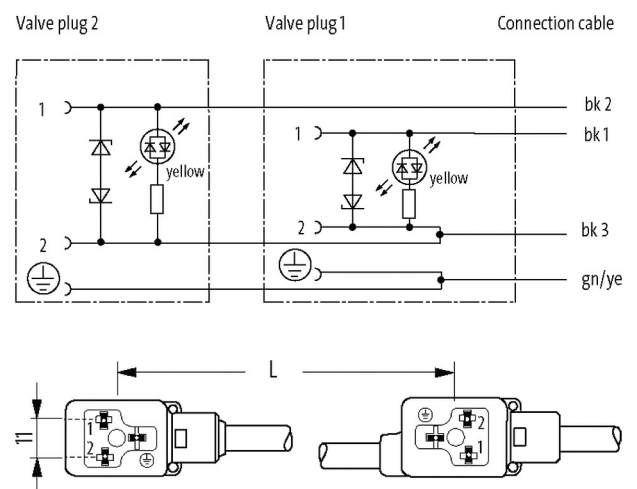 Valve plug 2 Valve plug 1 Connection cable
1 bk 2
1 bk 1
yellow yellow
2
2 bk 3
gn/ye
L
11
1
2
2
1